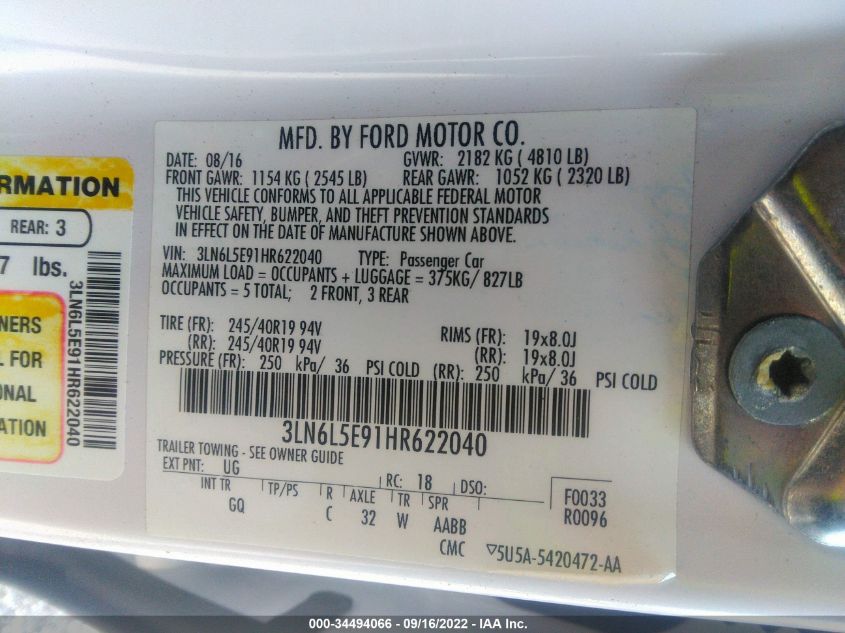 MFD. BY FORD MOTOR CO.
DATE: 08/16 GVWR: 2182 KG ( 4810 LB)
FRONT GAWR: 1154 KG ( 2545 LB) REAR GAWR: 1052 KG ( 2320 LB)
THIS VEHICLE CONFORMS TO ALL APPLICABLE FEDERAL MOTOR
VEHICLE SAFETY, BUMPER, AND THEFT PREVENTION STANDARDS
IN EFFECT ON THE DATE OF MANUFACTURE SHOWN ABOVE.
VIN: 3LN6L5E91HR622040 TYPE: Passenger Car
MAXIMUM LOAD = OCCUPANTS + LUGGAGE = 375KG/ 827LB
OCCUPANTS = 5 TOTAL; 2 FRONT, 3 REAR
TIRE (FR): 245/40R19 94V RIMS (FR): 19x8.0J
(RR): 245/40R19 94V (RR): 19x8.0J
PRESSURE (FR): 250 kPa/ 36 PSI COLD (RR): 250 kPa/ 36 PSI COLD
3LN6L5E91HR622040
TRAILER TOWING - SEE OWNER GUIDE
EXT PNT: UG RC: 18 DSO:
INT TR TP/PS R AXLE TR SPR F0033
GQ C 32 W AABB R0096
CMC ▽5U5A-5420472-AA
RMATION
REAR: 3
7 lbs.
NERS
L FOR
ONAL
ATION
3LN6L5E91HR622040
000-34494066 - 09/16/2022 - IAA Inc.